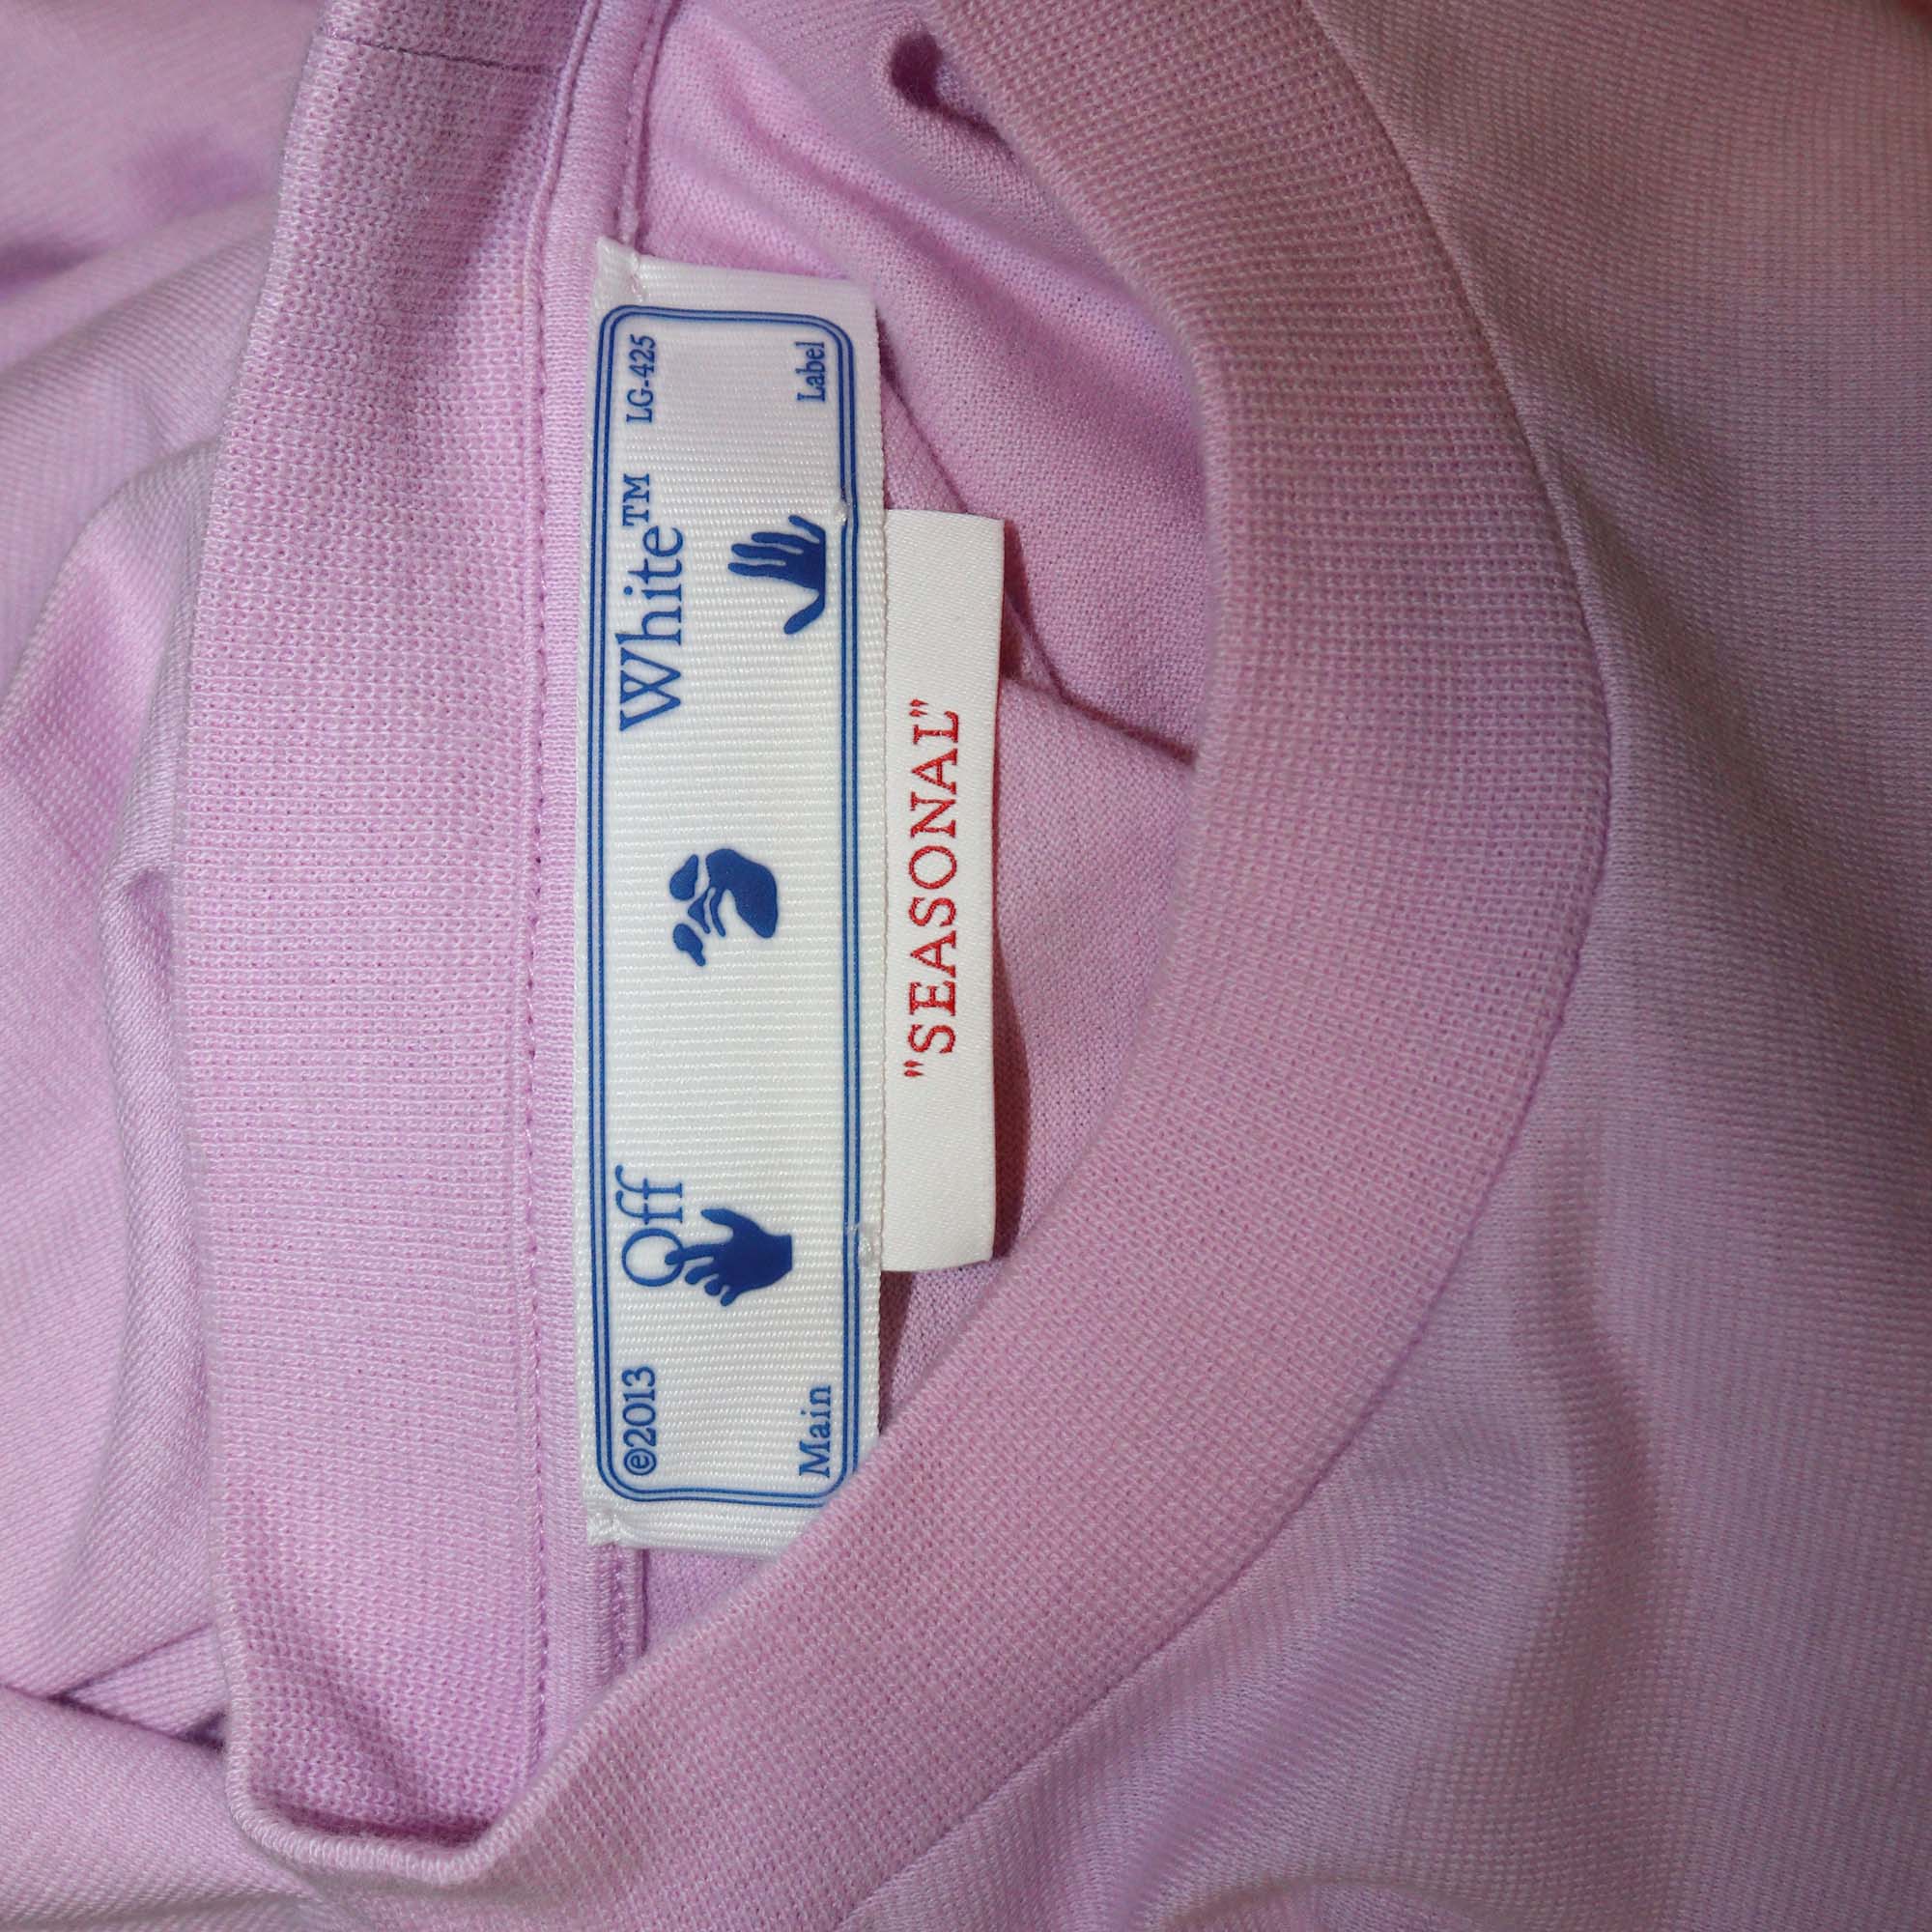 ©2013 Off White™ LG-425
Main Label
"SEASONAL"